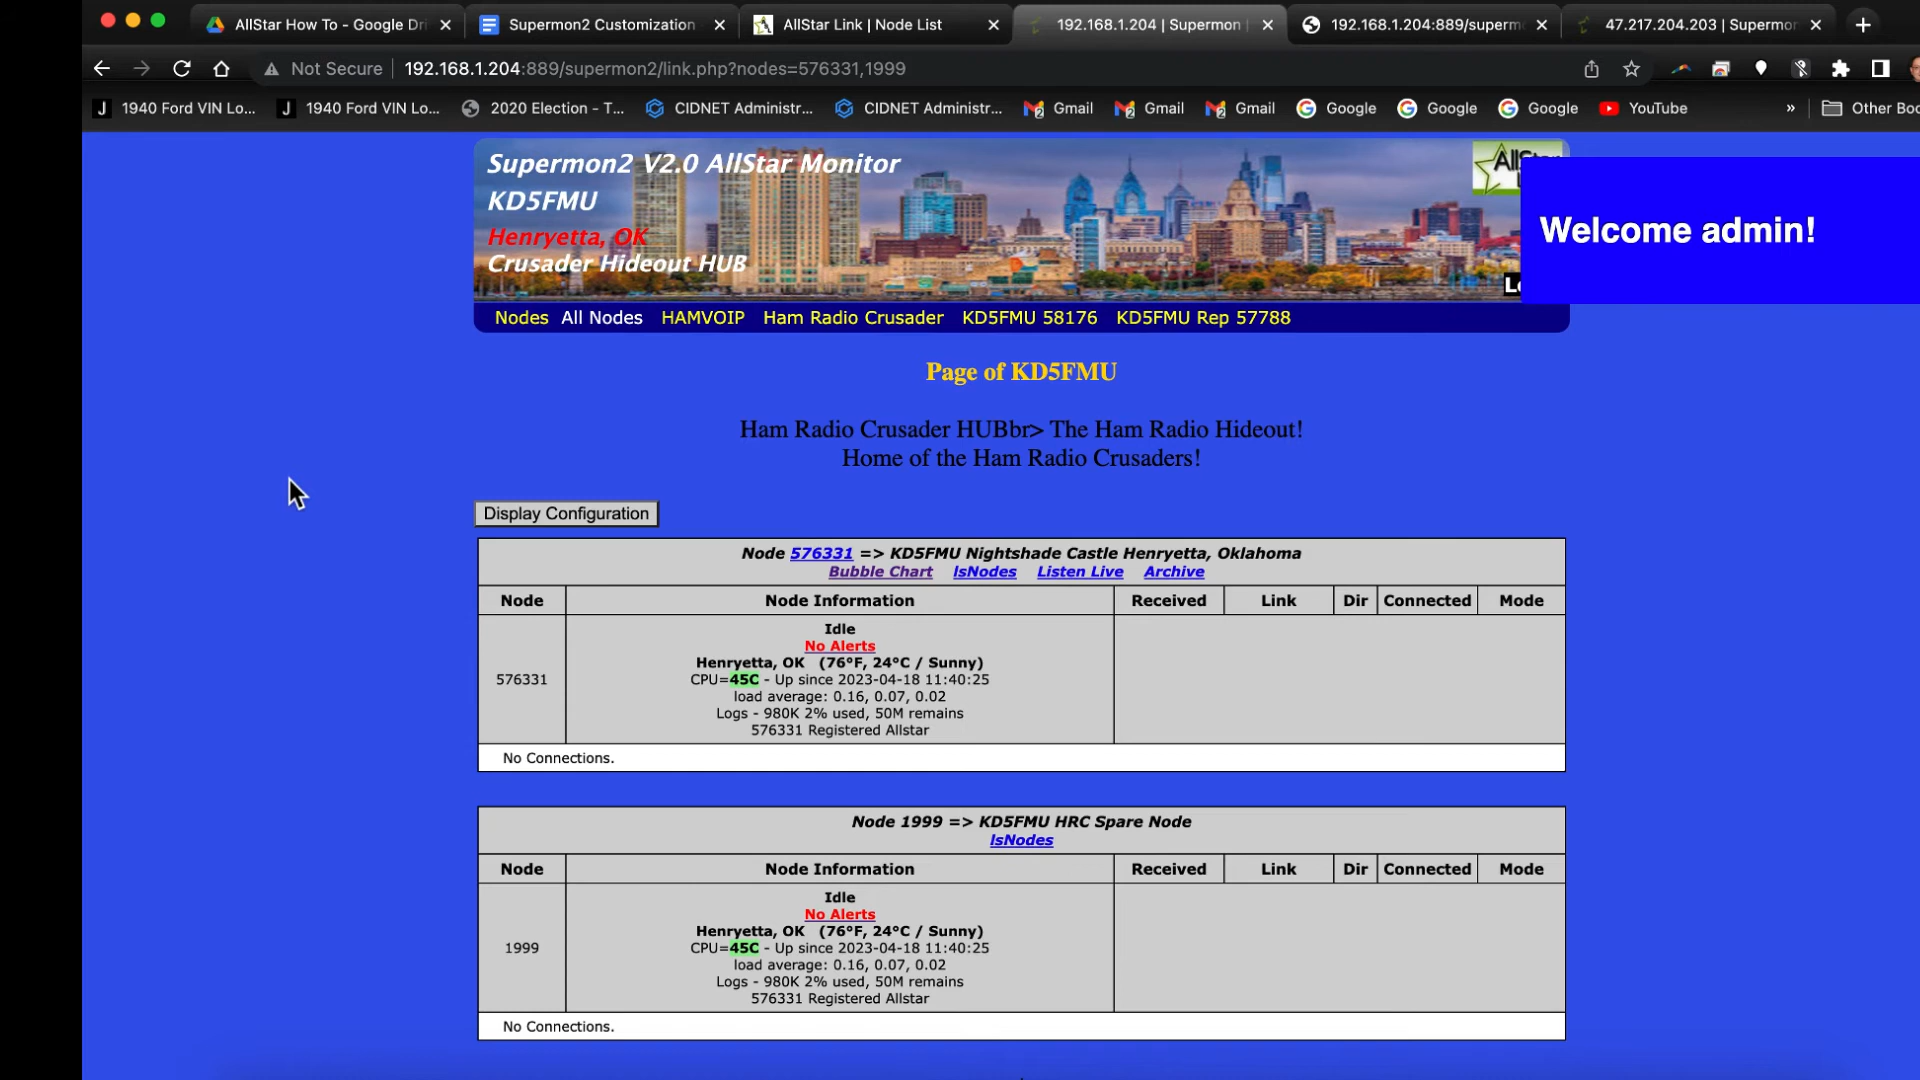 AllStar How To - Google Dri
Supermon2 Customization
AllStar Link | Node List
192.168.1.204 | Supermon
192.168.1.204:889/superm
47.217.204.203 | Supermon
Not Secure
192.168.1.204:889/supermon2/link.php?nodes=576331,1999
J 1940 Ford VIN Lo...
J 1940 Ford VIN Lo...
2020 Election - T...
CIDNET Administr...
CIDNET Administr...
Gmail
Gmail
Gmail
Google
Google
Google
YouTube
»
Other Boo
Supermon2 V2.0 AllStar Monitor
KD5FMU
Henryetta, OK
Crusader Hideout HUB
Welcome admin!
Nodes All Nodes HAMVOIP Ham Radio Crusader KD5FMU 58176 KD5FMU Rep 57788
Page of KD5FMU
Ham Radio Crusader HUBbr> The Ham Radio Hideout!
Home of the Ham Radio Crusaders!
Display Configuration
Node 576331 => KD5FMU Nightshade Castle Henryetta, Oklahoma
Bubble Chart lsNodes Listen Live Archive
Node Node Information Received Link Dir Connected Mode
Idle
No Alerts
Henryetta, OK (76°F, 24°C / Sunny)
576331 CPU=45C - Up since 2023-04-18 11:40:25
load average: 0.16, 0.07, 0.02
Logs - 980K 2% used, 50M remains
576331 Registered Allstar
No Connections.
Node 1999 => KD5FMU HRC Spare Node
lsNodes
Node Node Information Received Link Dir Connected Mode
Idle
No Alerts
Henryetta, OK (76°F, 24°C / Sunny)
1999 CPU=45C - Up since 2023-04-18 11:40:25
load average: 0.16, 0.07, 0.02
Logs - 980K 2% used, 50M remains
576331 Registered Allstar
No Connections.